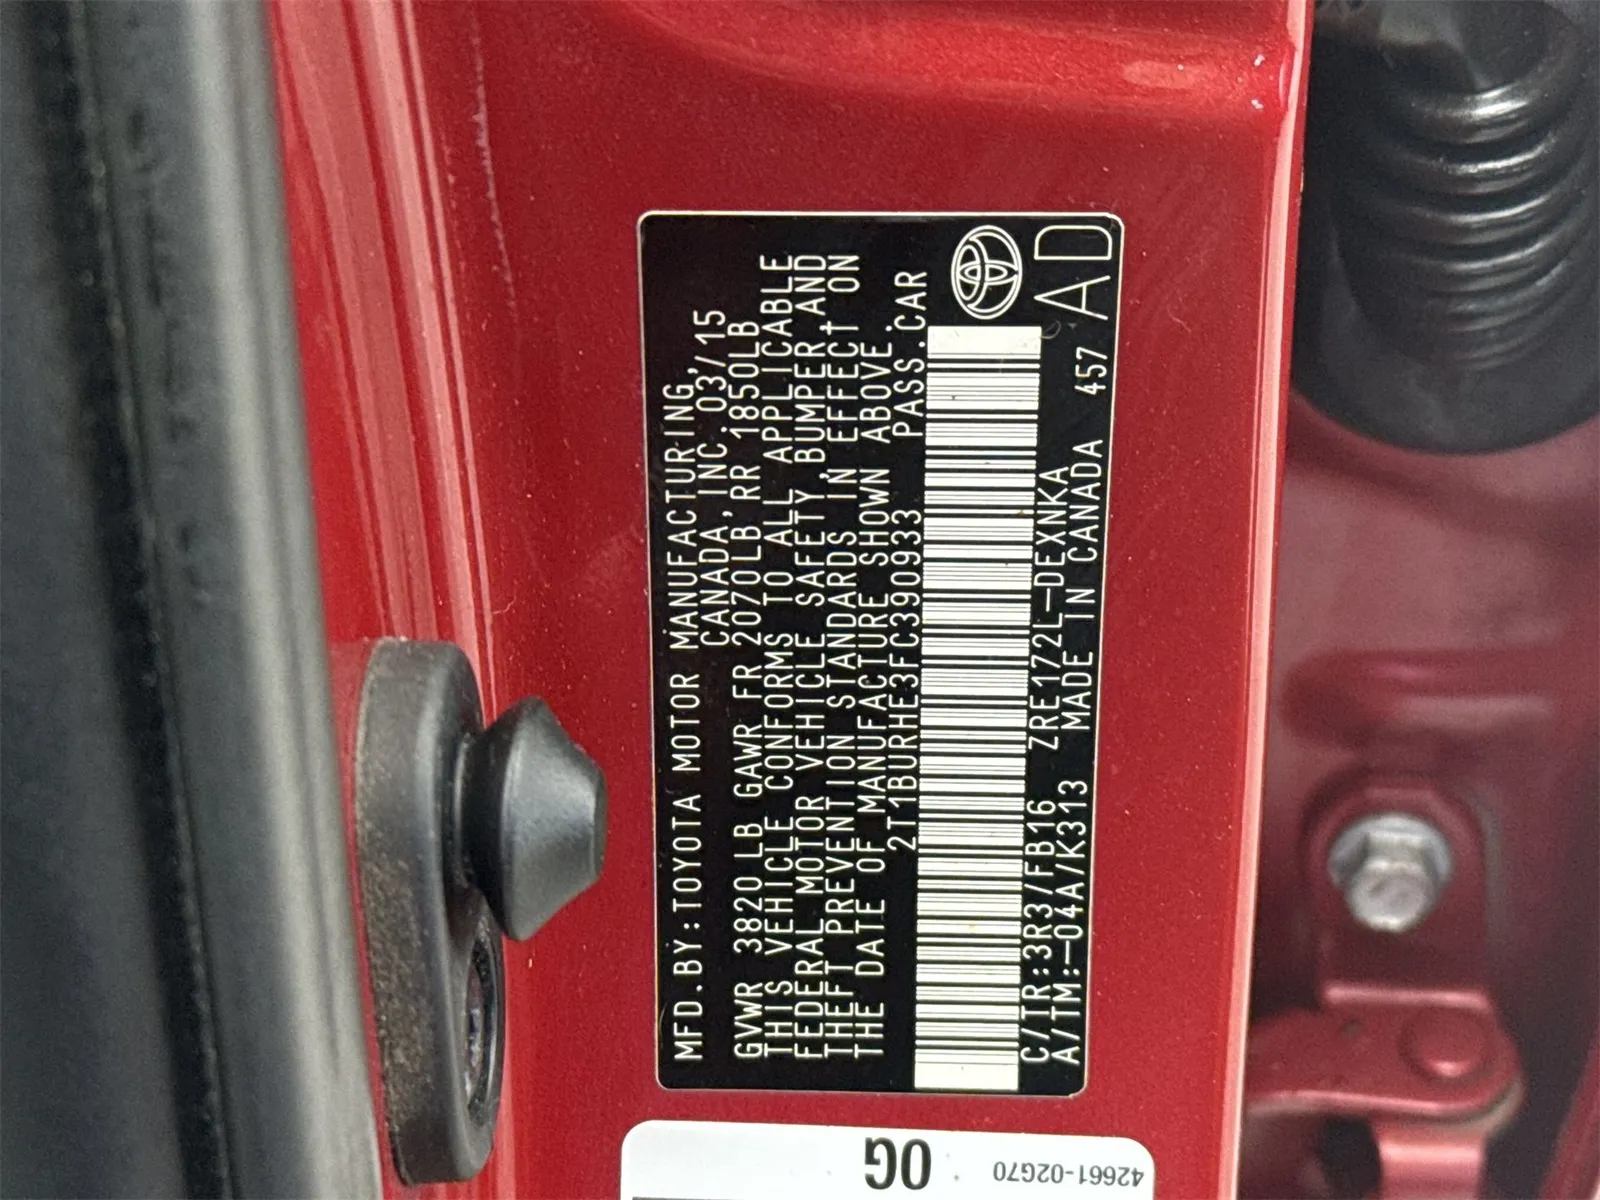 MFD.BY:TOYOTA MOTOR MANUFACTURING,
CANADA,INC.03/15
GVWR 3820LB GAWR FR 2070LB,RR 1850LB
THIS VEHICLE CONFORMS TO ALL APPLICABLE
FEDERAL MOTOR VEHICLE SAFETY,BUMPER,AND
THEFT PREVENTION STANDARDS IN EFFECT ON
THE DATE OF MANUFACTURE SHOWN ABOVE.
2T1BURHE3FC390933 PASS.CAR
C/TR:3R3/FB16 ZRE172L-DEXNKA
A/TM:-04A/K313 MADE IN CANADA 457
AD
0G
42661-02G70